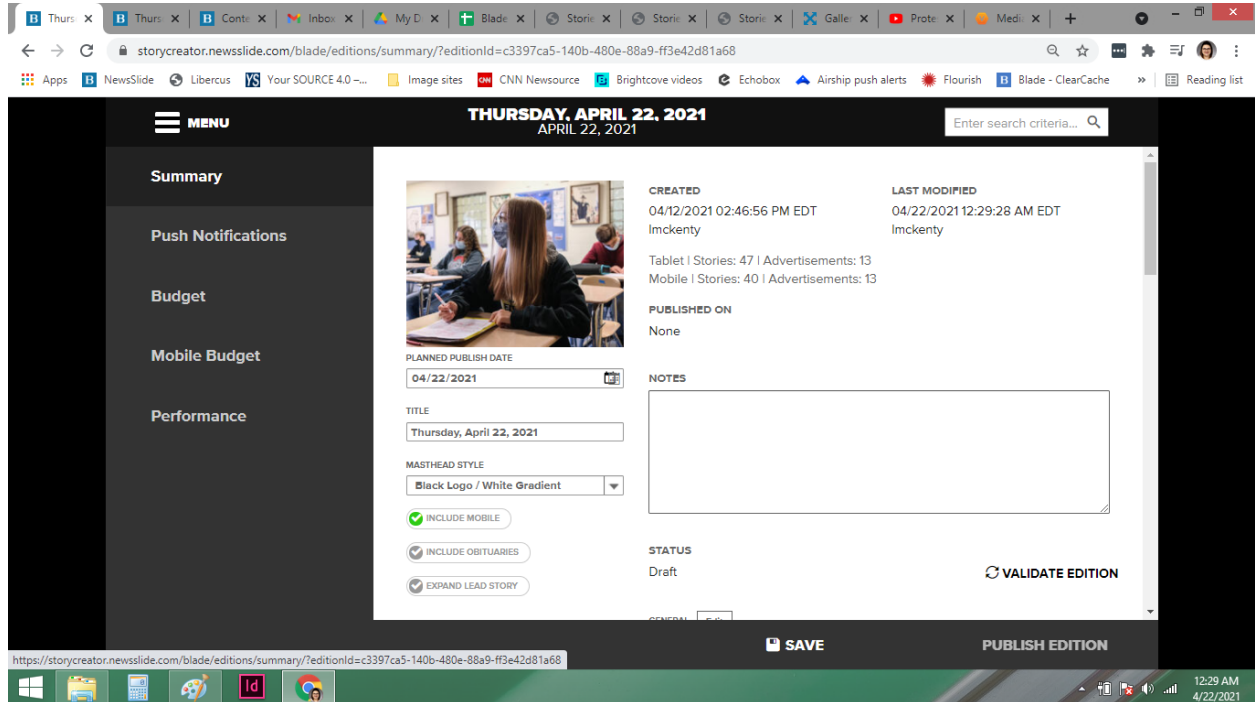 Thurs
Thurs
Conte
Inbox
My D
Blade
Storie
Storie
Storie
Galler
Protei
Mediu
storycreator.newsslide.com/blade/editions/summary/?editionId=c3397ca5-140b-480e-88a9-ff3e42d81a68
Apps NewsSlide Libercus Your SOURCE 4.0 –... Image sites CNN Newsource Brightcove videos Echobox Airship push alerts Flourish Blade - ClearCache » Reading list
MENU
THURSDAY, APRIL 22, 2021
APRIL 22, 2021
Enter search criteria...
Summary
Push Notifications
Budget
Mobile Budget
Performance
PLANNED PUBLISH DATE
04/22/2021
TITLE
Thursday, April 22, 2021
MASTHEAD STYLE
Black Logo / White Gradient
INCLUDE MOBILE
INCLUDE OBITUARIES
EXPAND LEAD STORY
CREATED
04/12/2021 02:46:56 PM EDT
lmckenty
LAST MODIFIED
04/22/2021 12:29:28 AM EDT
lmckenty
Tablet | Stories: 47 | Advertisements: 13
Mobile | Stories: 40 | Advertisements: 13
PUBLISHED ON
None
NOTES
STATUS
Draft
VALIDATE EDITION
GENERAL Edit
SAVE
PUBLISH EDITION
https://storycreator.newsslide.com/blade/editions/summary/?editionId=c3397ca5-140b-480e-88a9-ff3e42d81a68
12:29 AM
4/22/2021